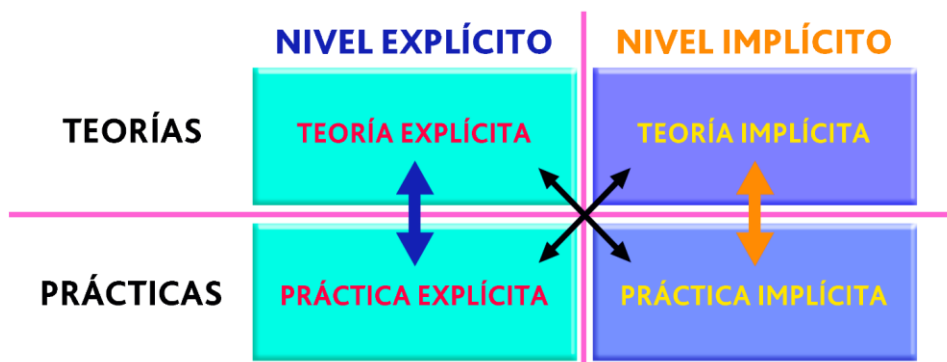 NIVEL EXPLÍCITO
NIVEL IMPLÍCITO
TEORÍAS
TEORÍA EXPLÍCITA
TEORÍA IMPLÍCITA
PRÁCTICAS
PRÁCTICA EXPLÍCITA
PRÁCTICA IMPLÍCITA